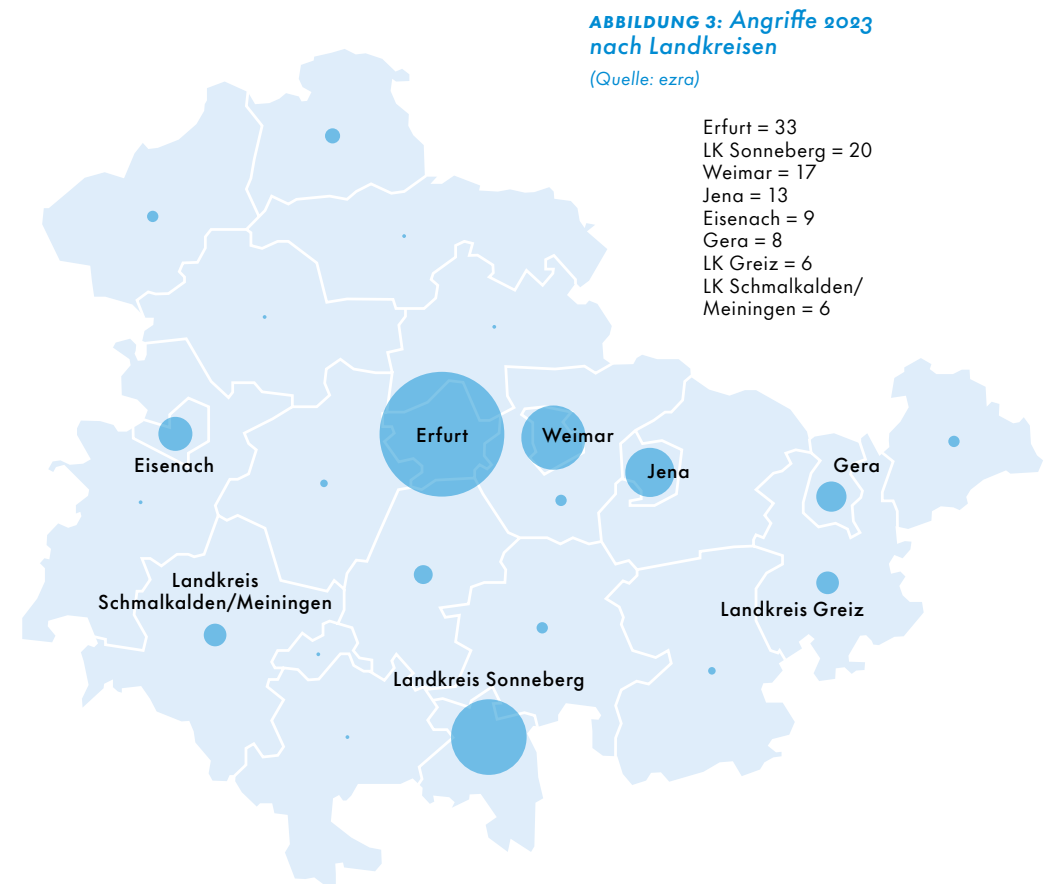 ABBILDUNG 3: Angriffe 2023
nach Landkreisen
(Quelle: ezra)
Erfurt = 33
LK Sonneberg = 20
Weimar = 17
Jena = 13
Eisenach = 9
Gera = 8
LK Greiz = 6
LK Schmalkalden/
Meiningen = 6
Erfurt
Weimar
Eisenach
Jena
Gera
Landkreis
Schmalkalden/Meiningen
Landkreis Greiz
Landkreis Sonneberg